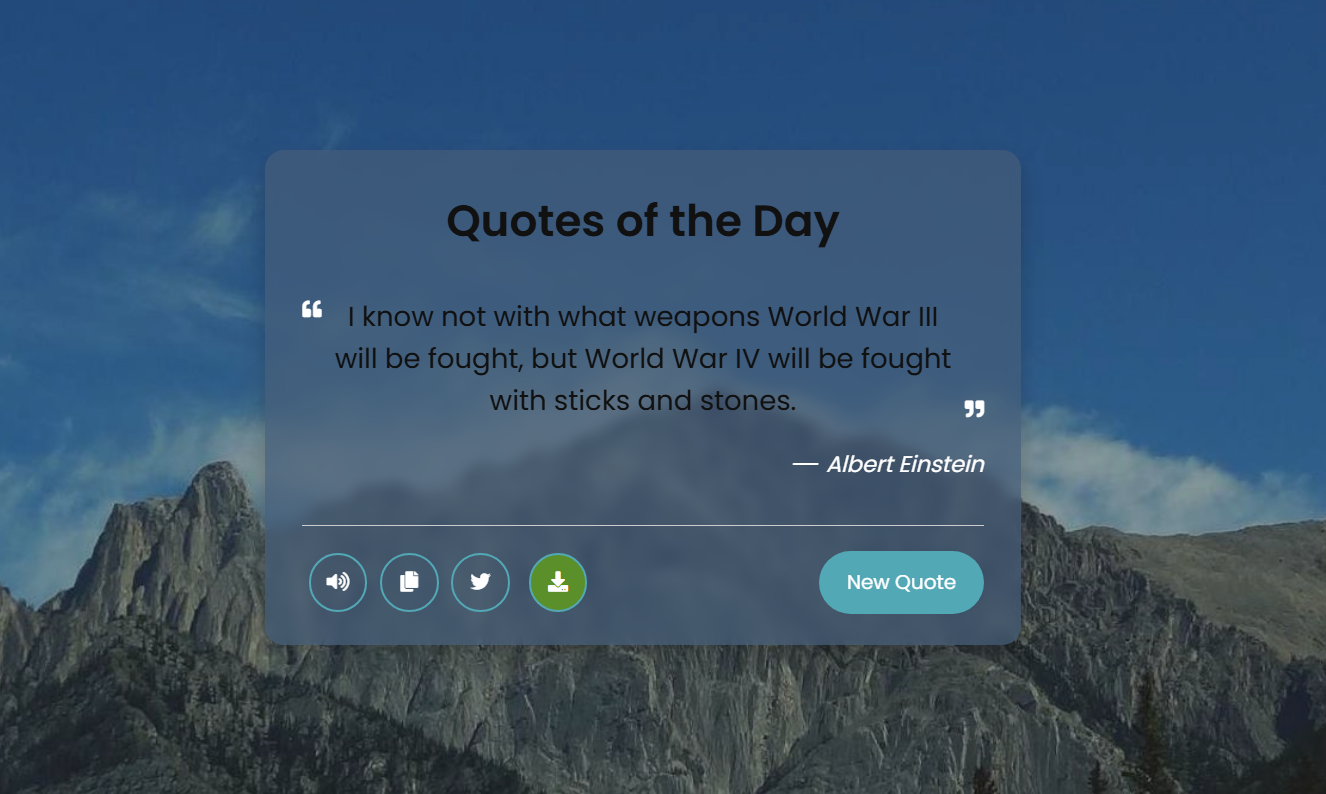 Quotes of the Day
“ I know not with what weapons World War III
will be fought, but World War IV will be fought
with sticks and stones. ”
— Albert Einstein
New Quote